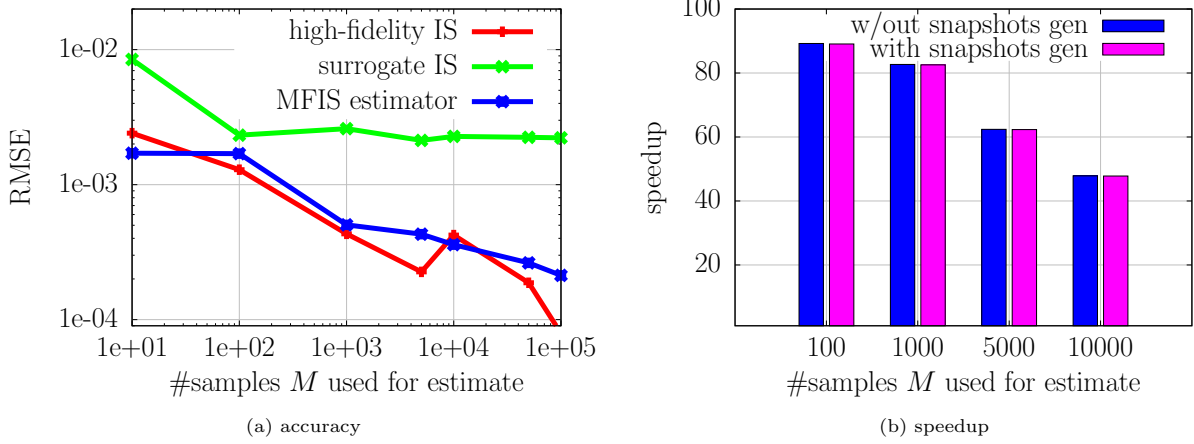 high-fidelity IS
surrogate IS
MFIS estimator
1e-02
1e-03
1e-04
RMSE
1e+01 1e+02 1e+03 1e+04 1e+05
#samples M used for estimate
(a) accuracy
w/out snapshots gen
with snapshots gen
100
80
60
40
20
speedup
100 1000 5000 10000
#samples M used for estimate
(b) speedup